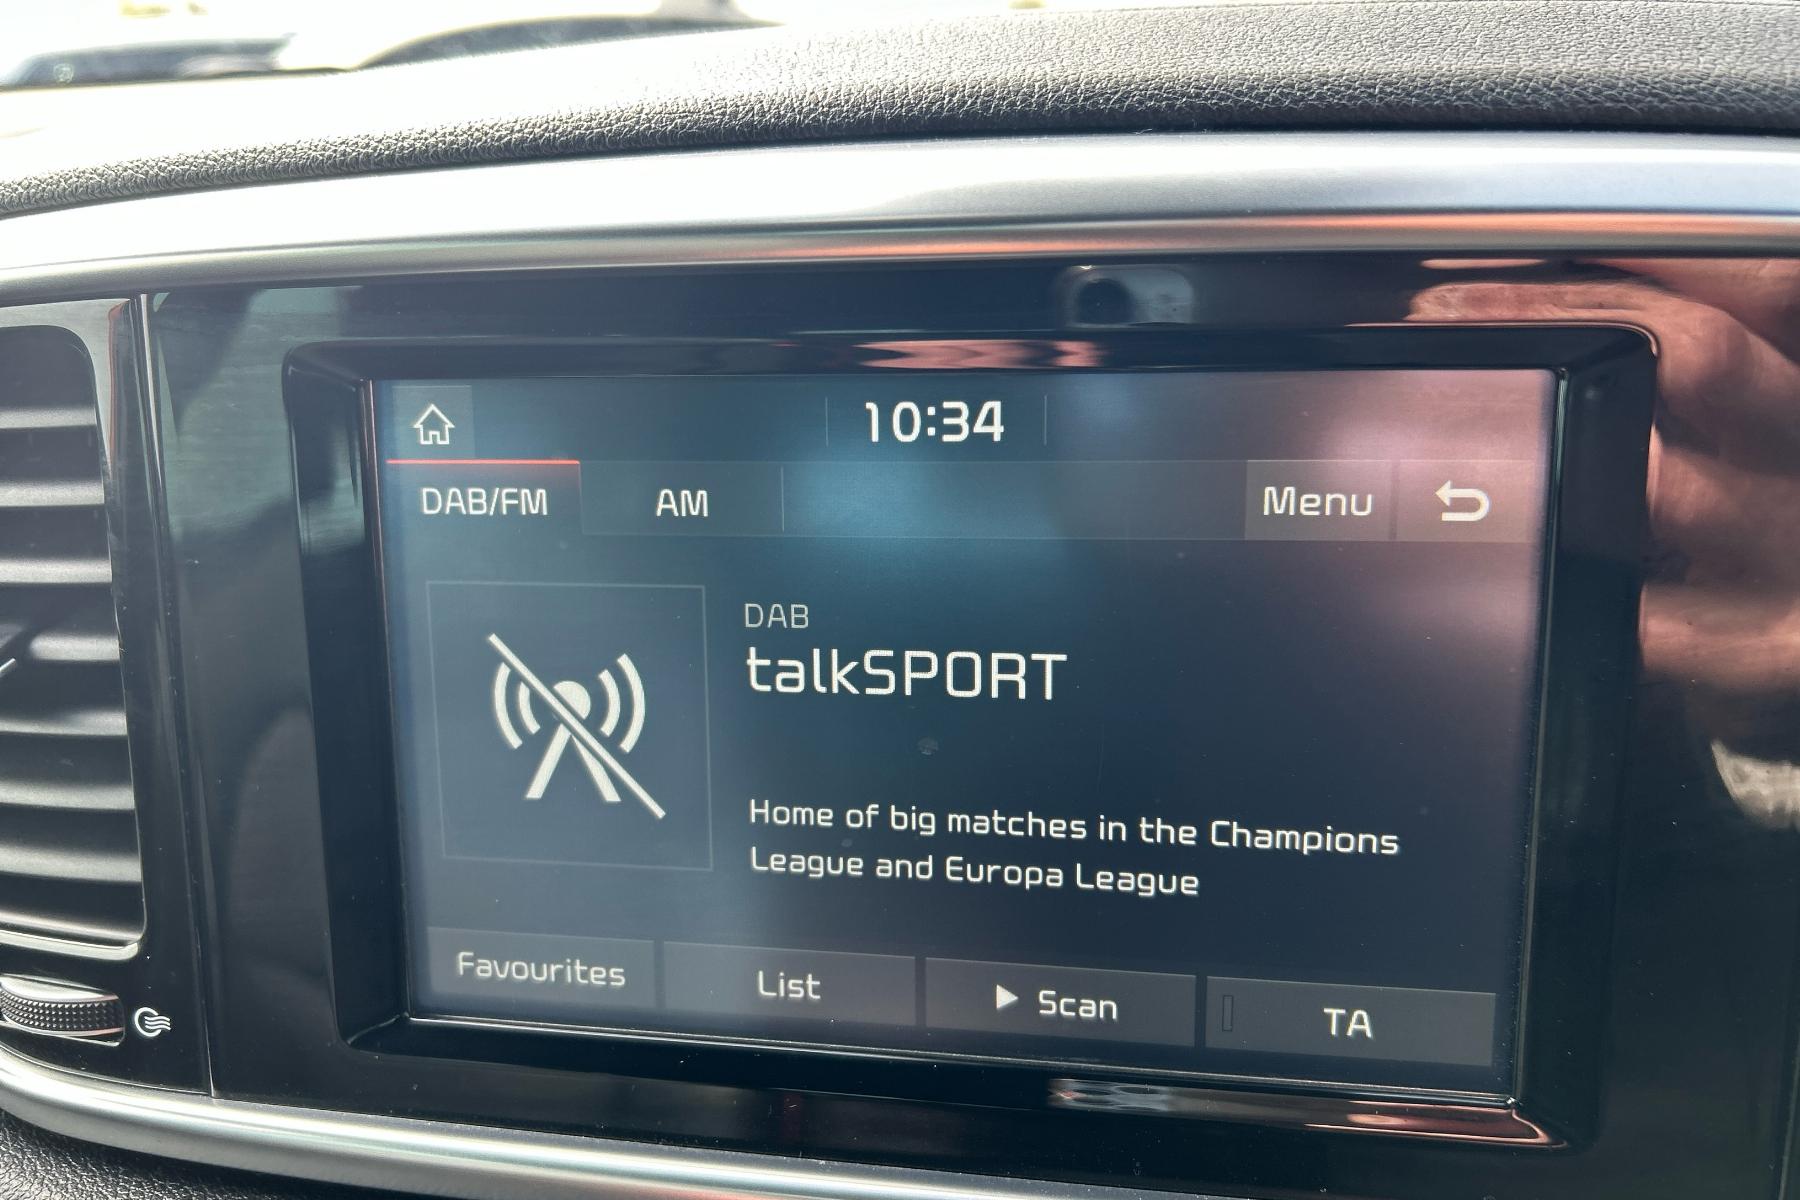 10:34
DAB/FM AM Menu
DAB
talkSPORT
Home of big matches in the Champions
League and Europa League
Favourites List Scan TA